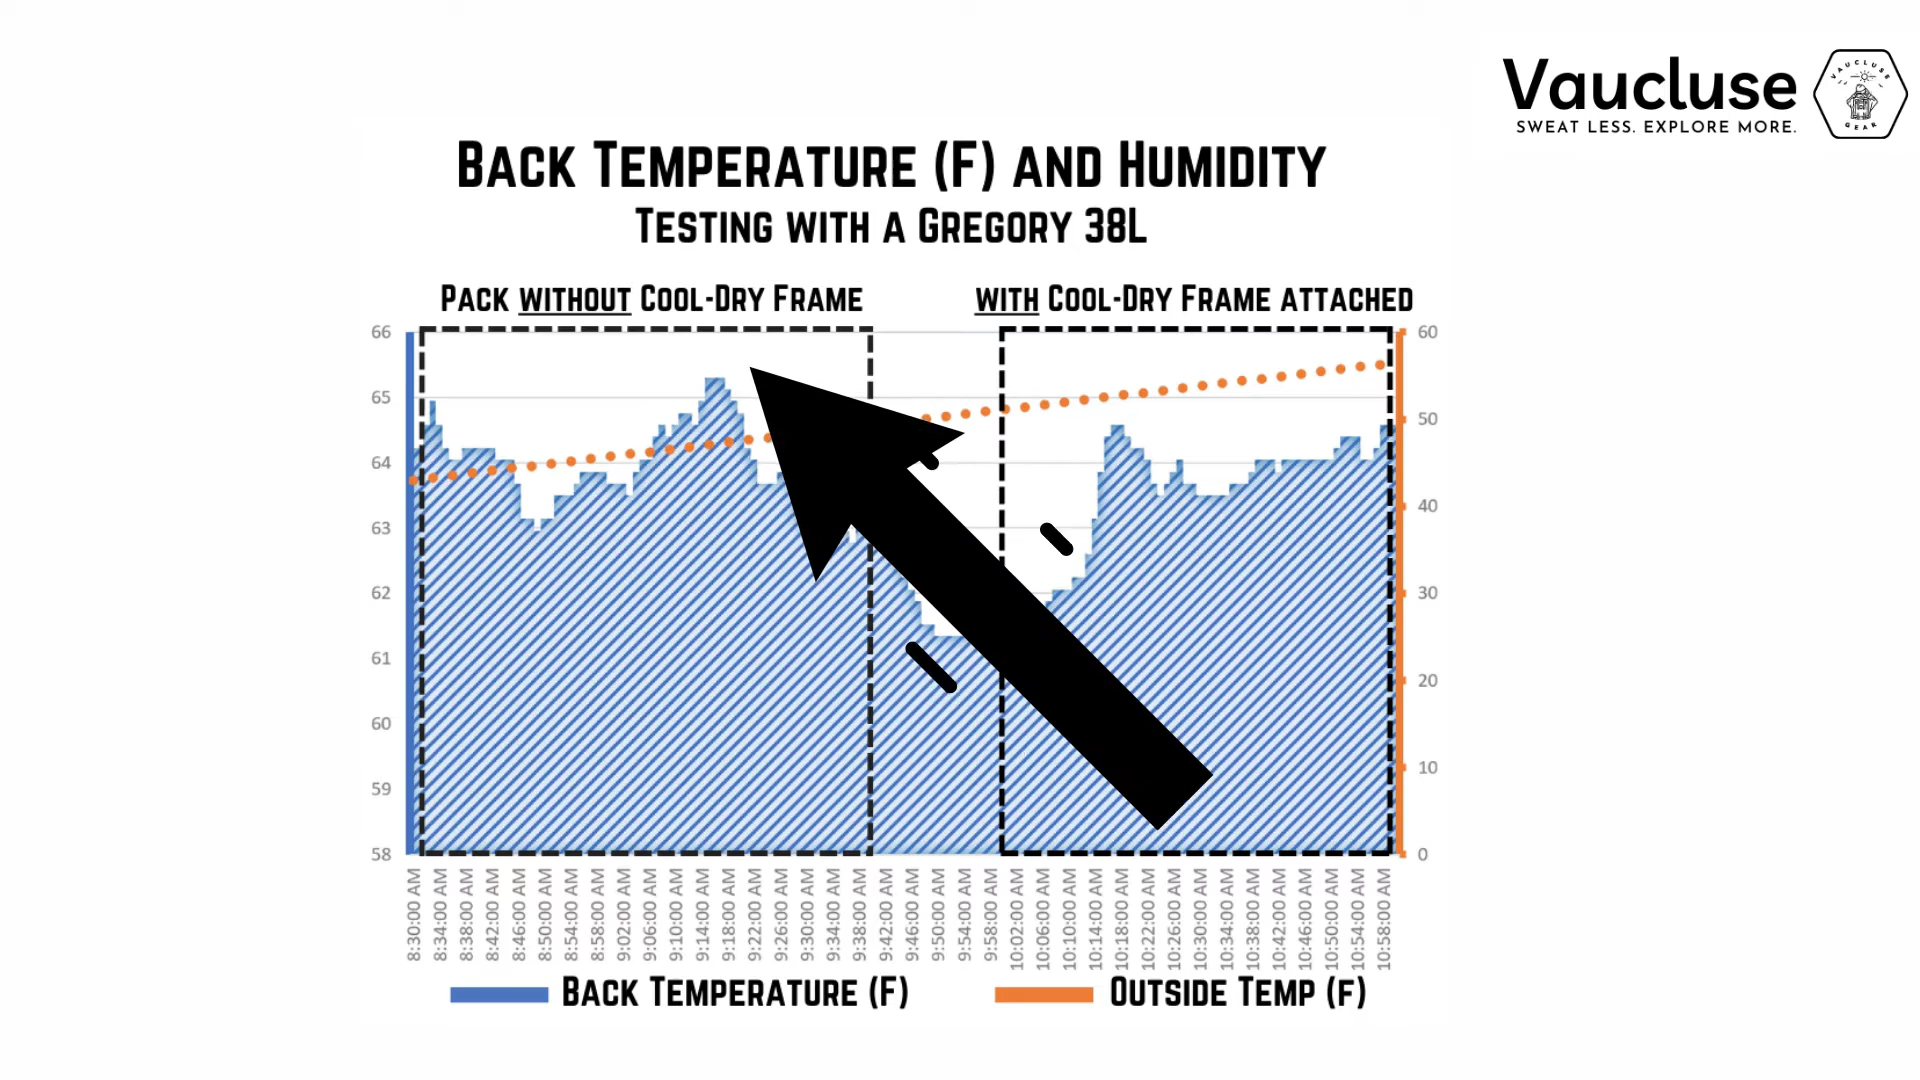 Vaucluse
SWEAT LESS. EXPLORE MORE.
VAUCLUSE
GEAR
BACK TEMPERATURE (F) AND HUMIDITY
TESTING WITH A GREGORY 38L
PACK WITHOUT COOL-DRY FRAME
WITH COOL-DRY FRAME ATTACHED
66
65
64
63
62
61
60
59
58
60
50
40
30
20
10
0
8:30:00 AM
8:34:00 AM
8:38:00 AM
8:42:00 AM
8:46:00 AM
8:50:00 AM
8:54:00 AM
8:58:00 AM
9:02:00 AM
9:06:00 AM
9:10:00 AM
9:14:00 AM
9:18:00 AM
9:22:00 AM
9:26:00 AM
9:30:00 AM
9:34:00 AM
9:38:00 AM
9:42:00 AM
9:46:00 AM
9:50:00 AM
9:54:00 AM
9:58:00 AM
10:02:00 AM
10:06:00 AM
10:10:00 AM
10:14:00 AM
10:18:00 AM
10:22:00 AM
10:26:00 AM
10:30:00 AM
10:34:00 AM
10:38:00 AM
10:42:00 AM
10:46:00 AM
10:50:00 AM
10:54:00 AM
10:58:00 AM
BACK TEMPERATURE (F)
OUTSIDE TEMP (F)